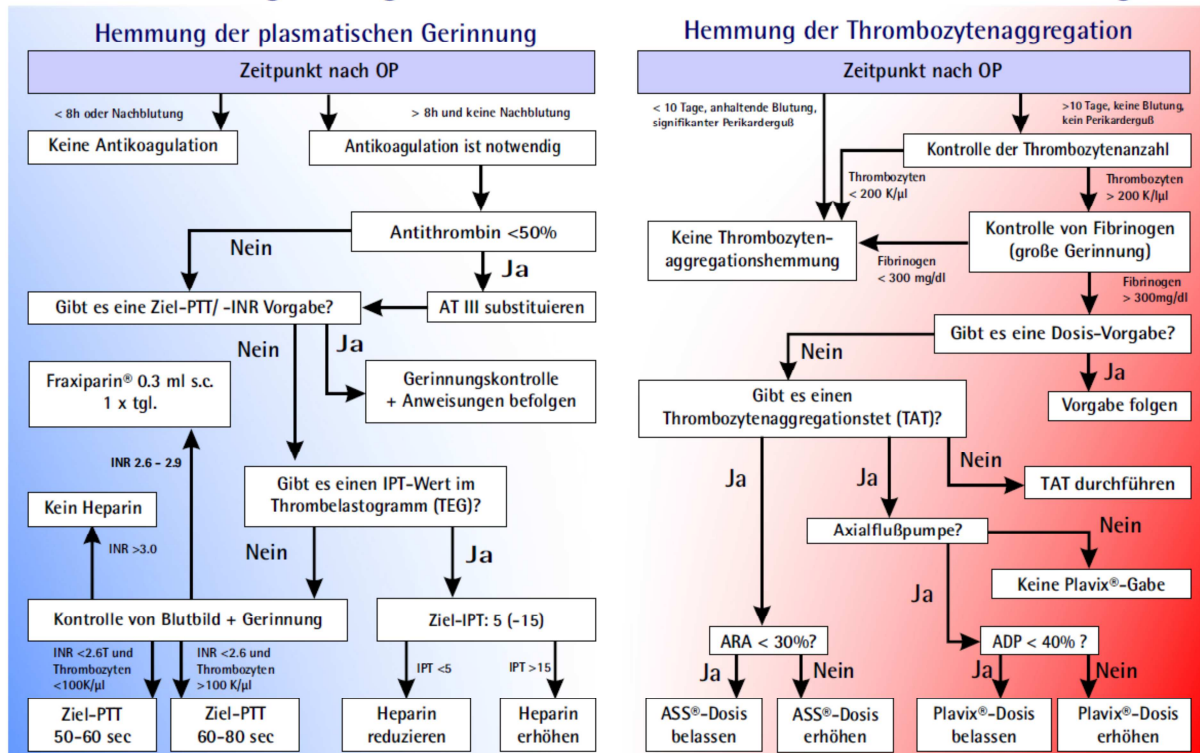 Hemmung der plasmatischen Gerinnung
Zeitpunkt nach OP
< 8h oder Nachblutung
> 8h und keine Nachblutung
Keine Antikoagulation
Antikoagulation ist notwendig
Antithrombin <50%
Nein
Ja
Gibt es eine Ziel-PTT/ -INR Vorgabe?
AT III substituieren
Nein
Ja
Fraxiparin® 0.3 ml s.c.
1 x tgl.
Gerinnungskontrolle
+ Anweisungen befolgen
INR 2.6 - 2.9
Gibt es einen IPT-Wert im
Thrombelastogramm (TEG)?
Kein Heparin
INR >3.0
Nein
Ja
Kontrolle von Blutbild + Gerinnung
Ziel-IPT: 5 (-15)
INR <2.6T und
Thrombozyten
<100K/µl
INR <2.6 und
Thrombozyten
>100 K/µl
IPT <5
IPT >15
Ziel-PTT
50-60 sec
Ziel-PTT
60-80 sec
Heparin
reduzieren
Heparin
erhöhen
Hemmung der Thrombozytenaggregation
Zeitpunkt nach OP
< 10 Tage, anhaltende Blutung,
signifikanter Perikarderguß
>10 Tage, keine Blutung,
kein Perikarderguß
Kontrolle der Thrombozytenanzahl
Thrombozyten
< 200 K/µl
Thrombozyten
> 200 K/lµl
Keine Thrombozyten-
aggregationshemmung
Kontrolle von Fibrinogen
(große Gerinnung)
Fibrinogen
< 300 mg/dl
Fibrinogen
> 300mg/dl
Gibt es eine Dosis-Vorgabe?
Nein
Ja
Gibt es einen
Thrombozytenaggregationstet (TAT)?
Vorgabe folgen
Ja
Ja
Nein
TAT durchführen
Axialflußpumpe?
Nein
Ja
Keine Plavix®-Gabe
ARA < 30%?
ADP < 40% ?
Ja
Nein
Ja
Nein
ASS®-Dosis
belassen
ASS®-Dosis
erhöhen
Plavix®-Dosis
belassen
Plavix®-Dosis
erhöhen